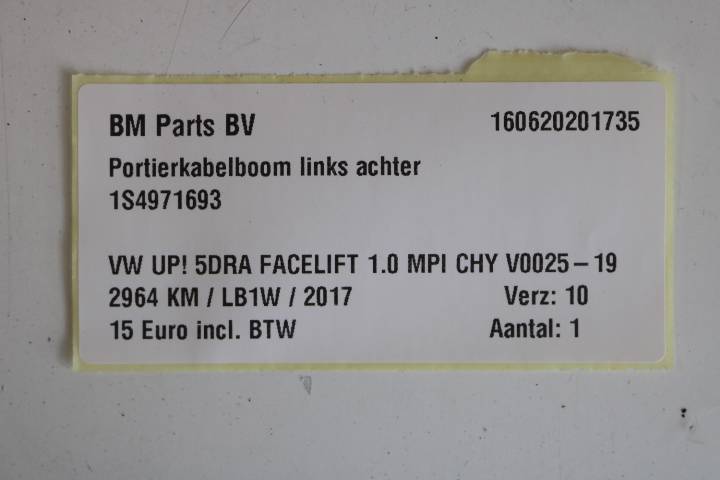 BM Parts BV 160620201735
Portierkabelboom links achter
1S4971693
VW UP! 5DRA FACELIFT 1.0 MPI CHY V0025-19
2964 KM / LB1W / 2017 Verz: 10
15 Euro incl. BTW Aantal: 1